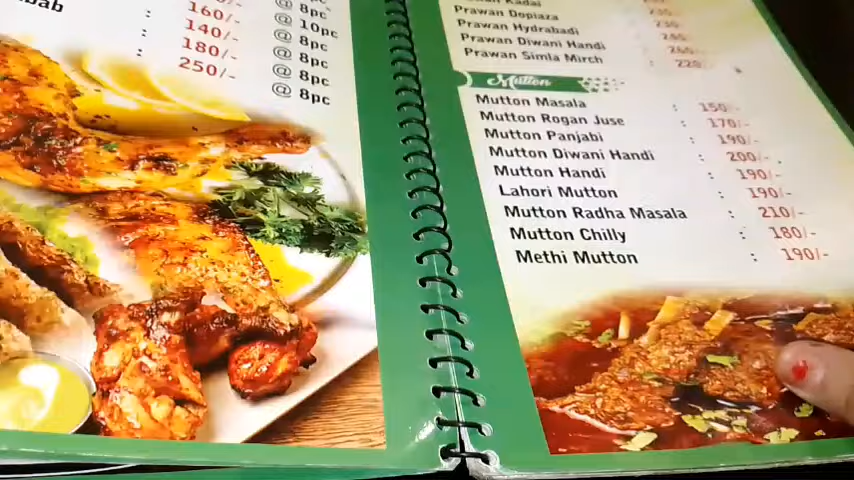 160/-
140/-
180/-
250/-
@ 8pc
@ 10pc
@ 8pc
@ 8pc
@ 8pc
Prawan Dopiaza
Prawan Hyderabadi
Prawan Diwani Handi
Prawan Simla Mirch : 220/-
Mutton
Mutton Masala : 150/-
Mutton Rogan Juse : 170/-
Mutton Panjabi : 190/-
Mutton Diwani Handi : 200/-
Mutton Handi : 190/-
Lahori Mutton : 190/-
Mutton Radha Masala : 210/-
Mutton Chilly : 180/-
Methi Mutton : 190/-